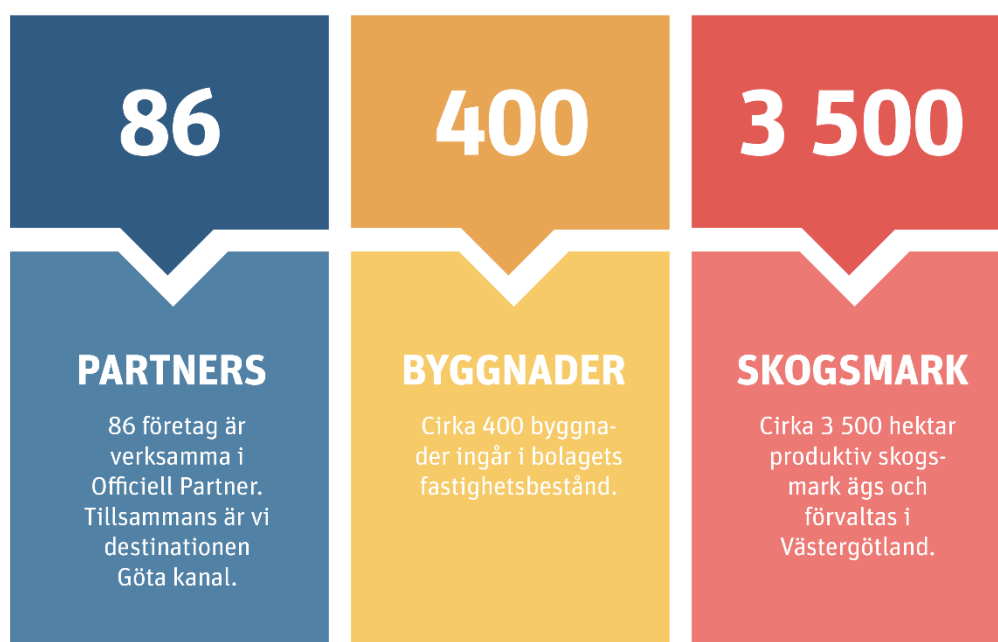 86
PARTNERS
86 företag är
verksamma i
Officiell Partner.
Tillsammans är vi
destinationen
Göta kanal.
400
BYGGNADER
Cirka 400 byggna-
der ingår i bolagets
fastighetsbestånd.
3 500
SKOGSMARK
Cirka 3 500 hektar
produktiv skogs-
mark ägs och
förvaltas i
Västergötland.